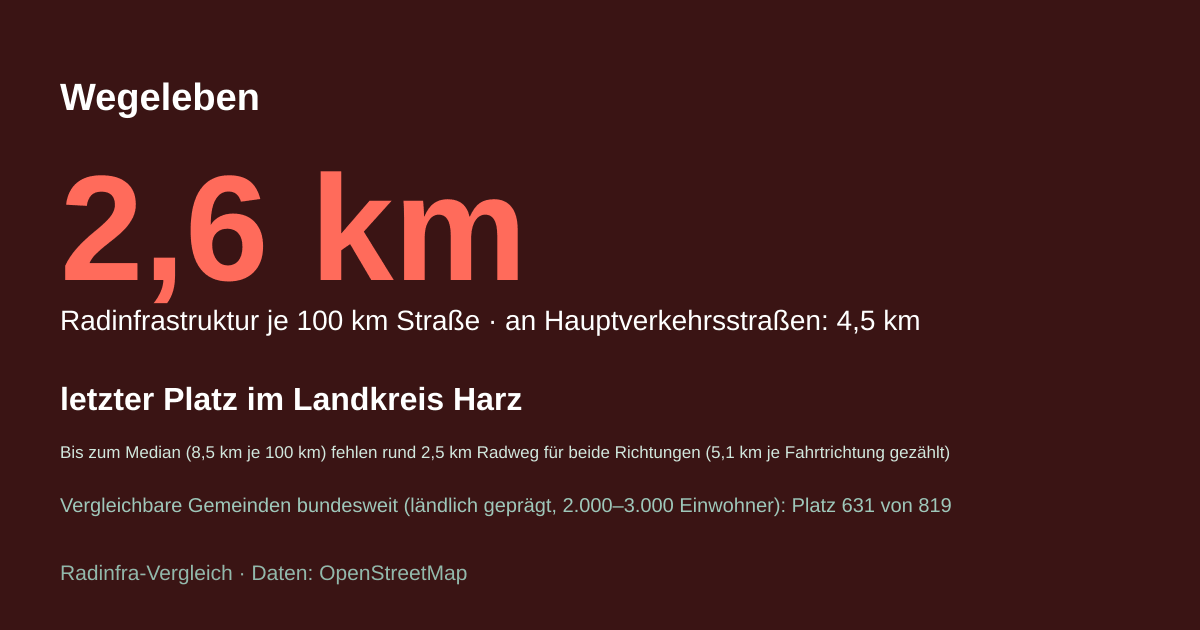 Wegeleben
2,6 km
Radinfrastruktur je 100 km Straße · an Hauptverkehrsstraßen: 4,5 km
letzter Platz im Landkreis Harz
Bis zum Median (8,5 km je 100 km) fehlen rund 2,5 km Radweg für beide Richtungen (5,1 km je Fahrtrichtung gezählt)
Vergleichbare Gemeinden bundesweit (ländlich geprägt, 2.000–3.000 Einwohner): Platz 631 von 819
Radinfra-Vergleich · Daten: OpenStreetMap